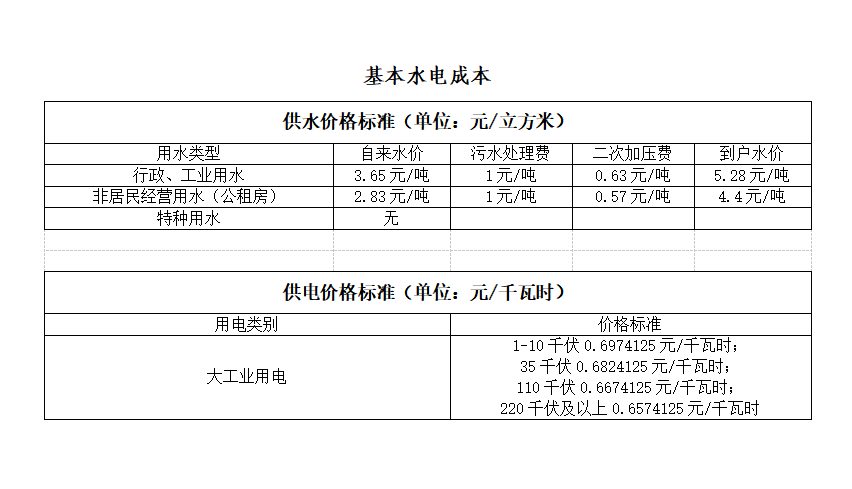 基本水电成本
供水价格标准（单位：元/立方米）
用水类型 自来水价 污水处理费 二次加压费 到户水价
行政、工业用水 3.65元/吨 1元/吨 0.63元/吨 5.28元/吨
非居民经营用水（公租房） 2.83元/吨 1元/吨 0.57元/吨 4.4元/吨
特种用水 无
供电价格标准（单位：元/千瓦时）
用电类别 价格标准
大工业用电
1-10千伏0.6974125元/千瓦时；
35千伏0.6824125元/千瓦时；
110千伏0.6674125元/千瓦时；
220千伏及以上0.6574125元/千瓦时